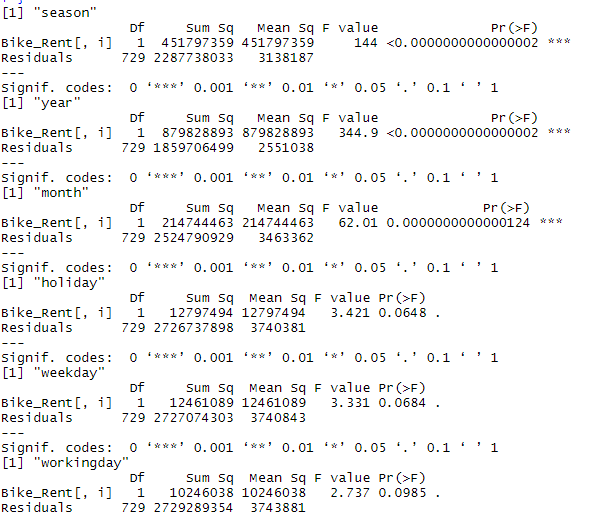 [1] "season"
Df Sum Sq Mean Sq F value Pr(>F)
Bike_Rent[, i] 1 451797359 451797359 144 <0.0000000000000002 ***
Residuals 729 2287738033 3138187
---
Signif. codes: 0 ‘***’ 0.001 ‘**’ 0.01 ‘*’ 0.05 ‘.’ 0.1 ‘ ’ 1
[1] "year"
Df Sum Sq Mean Sq F value Pr(>F)
Bike_Rent[, i] 1 879828893 879828893 344.9 <0.0000000000000002 ***
Residuals 729 1859706499 2551038
---
Signif. codes: 0 ‘***’ 0.001 ‘**’ 0.01 ‘*’ 0.05 ‘.’ 0.1 ‘ ’ 1
[1] "month"
Df Sum Sq Mean Sq F value Pr(>F)
Bike_Rent[, i] 1 214744463 214744463 62.01 0.0000000000000124 ***
Residuals 729 2524790929 3463362
---
Signif. codes: 0 ‘***’ 0.001 ‘**’ 0.01 ‘*’ 0.05 ‘.’ 0.1 ‘ ’ 1
[1] "holiday"
Df Sum Sq Mean Sq F value Pr(>F)
Bike_Rent[, i] 1 12797494 12797494 3.421 0.0648 .
Residuals 729 2726737898 3740381
---
Signif. codes: 0 ‘***’ 0.001 ‘**’ 0.01 ‘*’ 0.05 ‘.’ 0.1 ‘ ’ 1
[1] "weekday"
Df Sum Sq Mean Sq F value Pr(>F)
Bike_Rent[, i] 1 12461089 12461089 3.331 0.0684 .
Residuals 729 2727074303 3740843
---
Signif. codes: 0 ‘***’ 0.001 ‘**’ 0.01 ‘*’ 0.05 ‘.’ 0.1 ‘ ’ 1
[1] "workingday"
Df Sum Sq Mean Sq F value Pr(>F)
Bike_Rent[, i] 1 10246038 10246038 2.737 0.0985 .
Residuals 729 2729289354 3743881